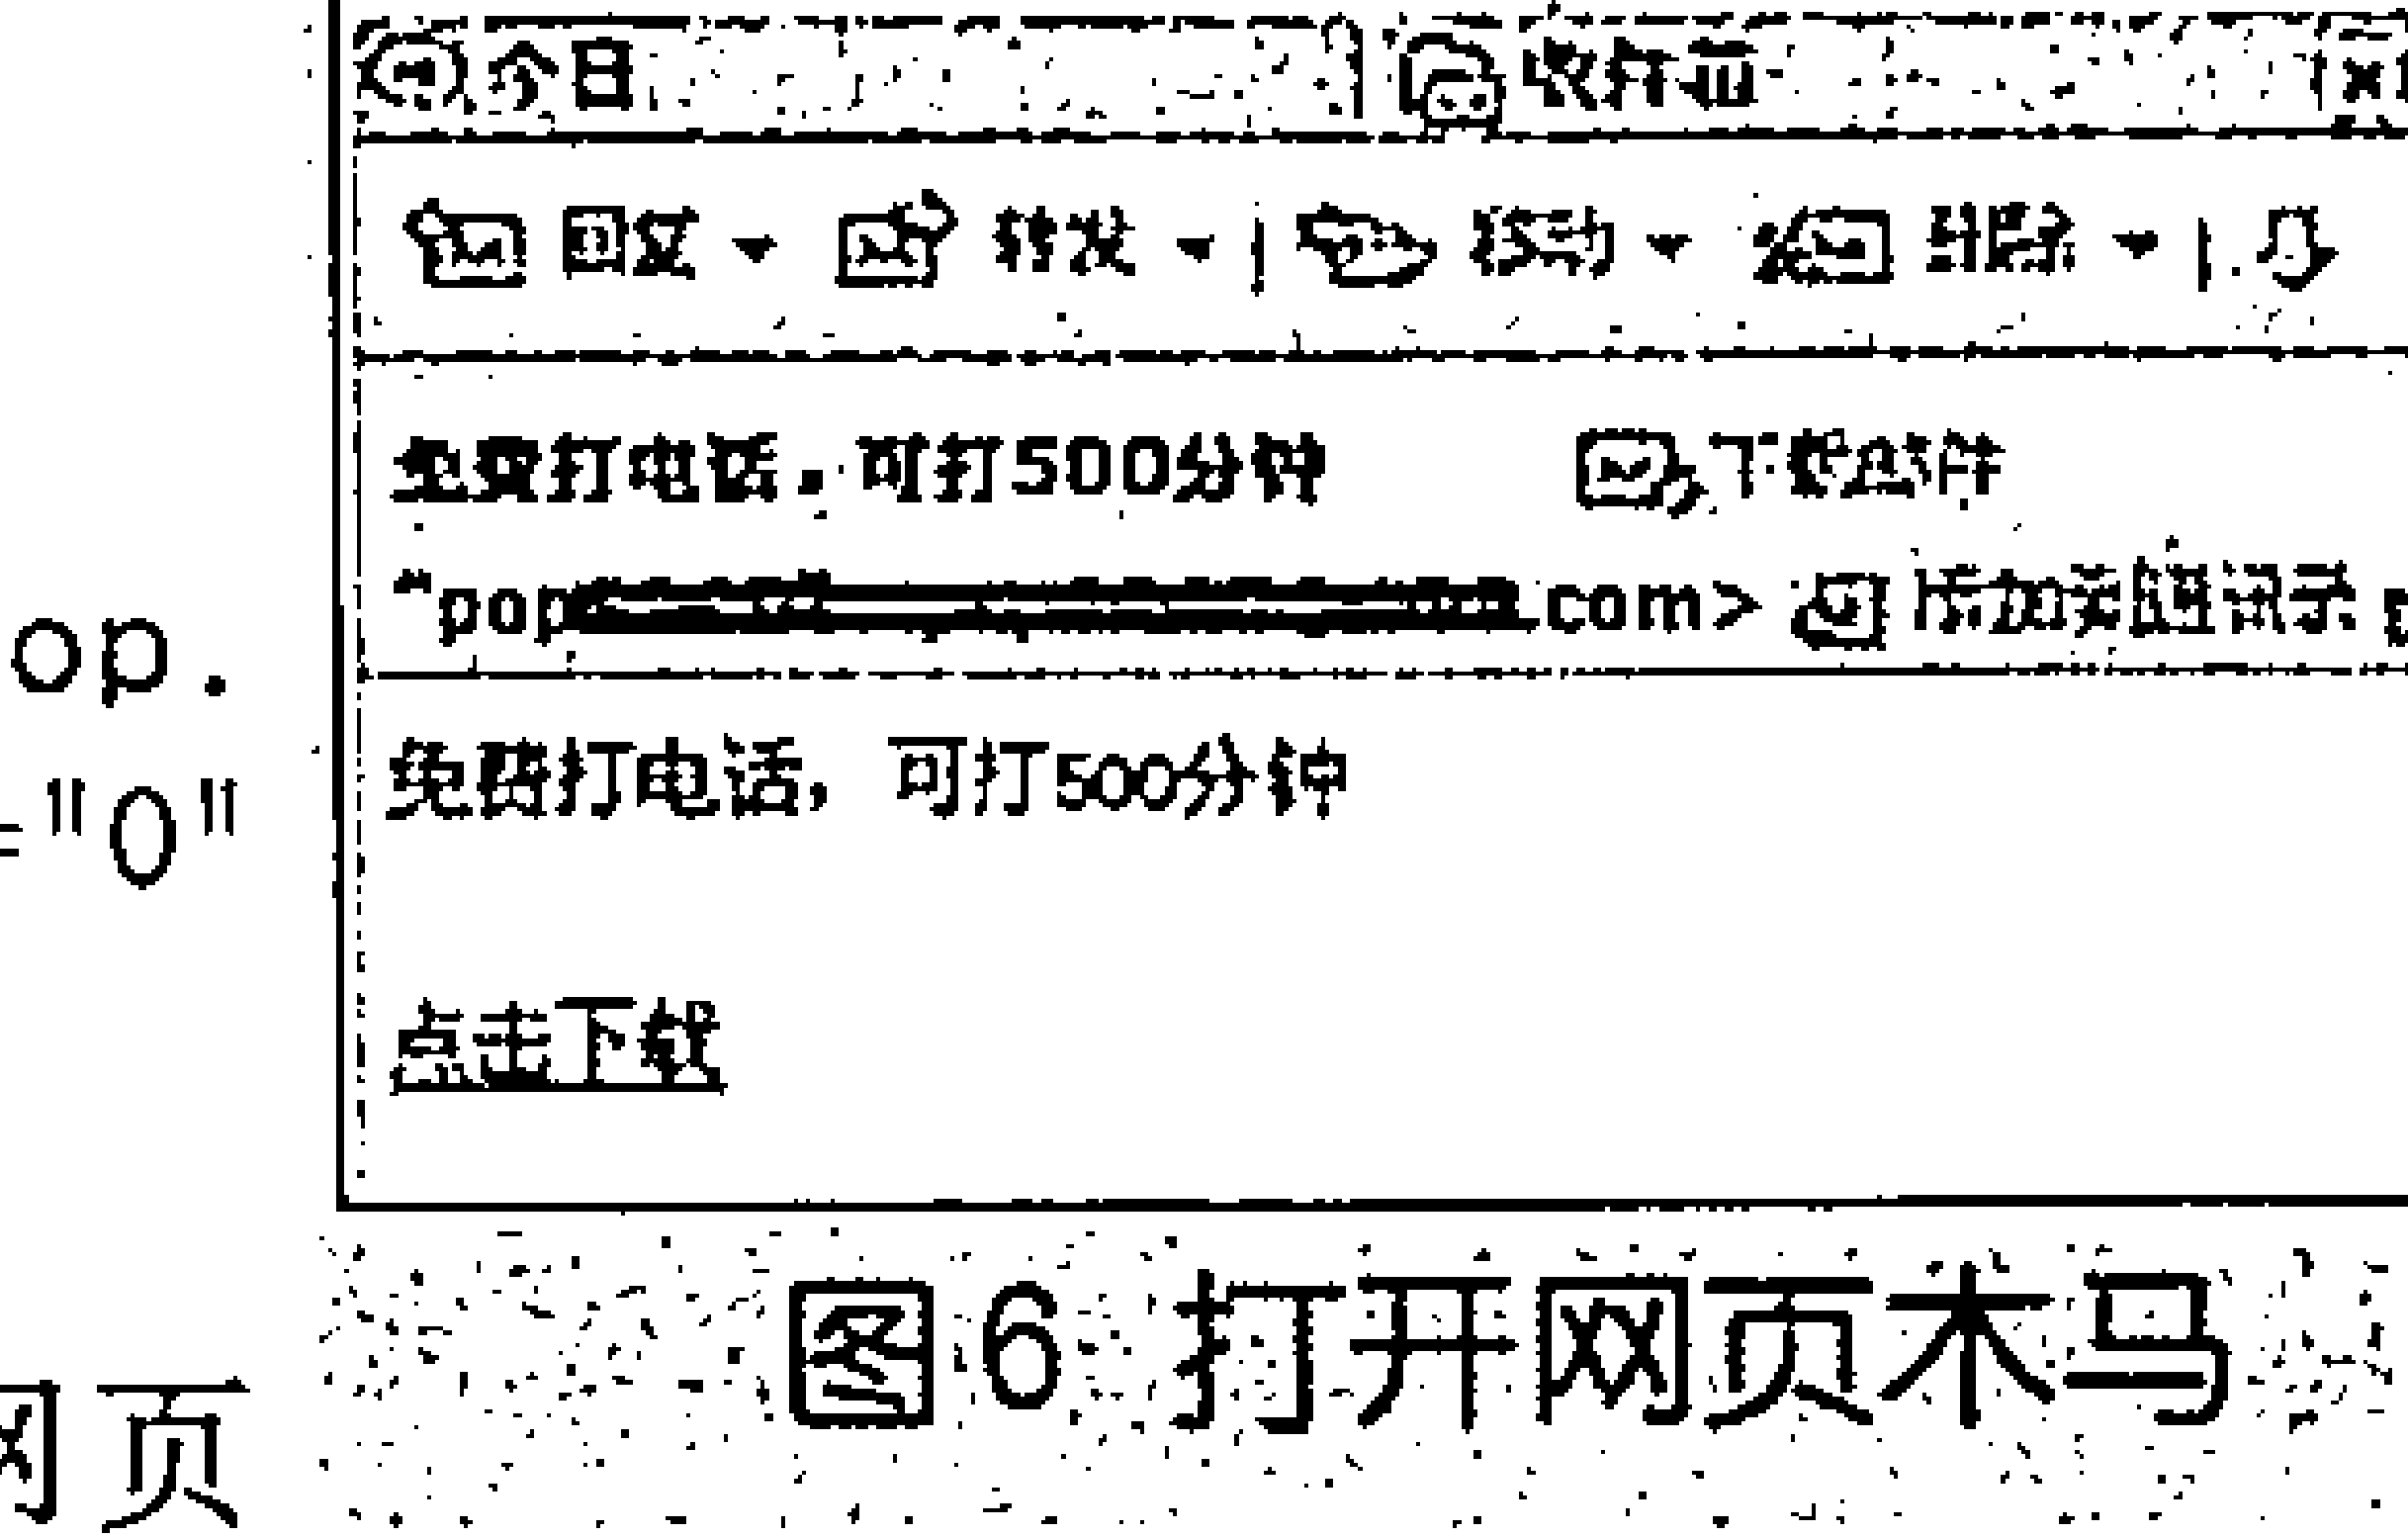 今日 收件箱
回复 转发 移动 删除
免费打电话,可打500分钟 下载邮件
"pop .com>
op.
免费打电话,可打500分钟
="0"
点击下载
图6 打开网页木马
网页